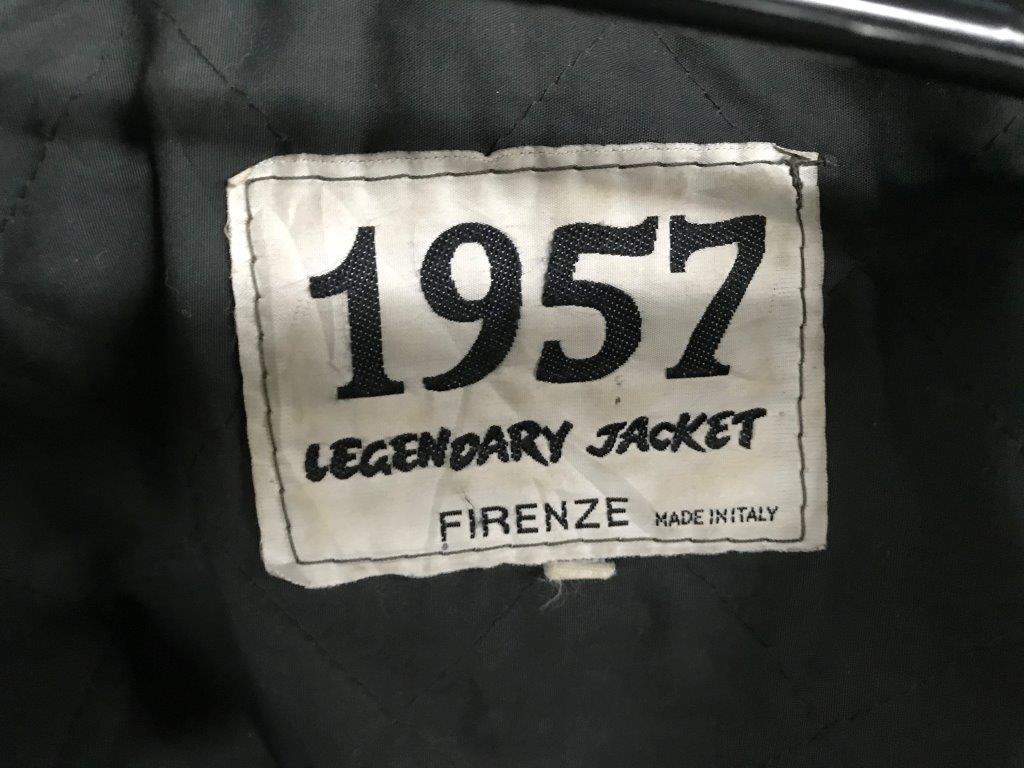 1957
LEGENDARY JACKET
FIRENZE MADE IN ITALY